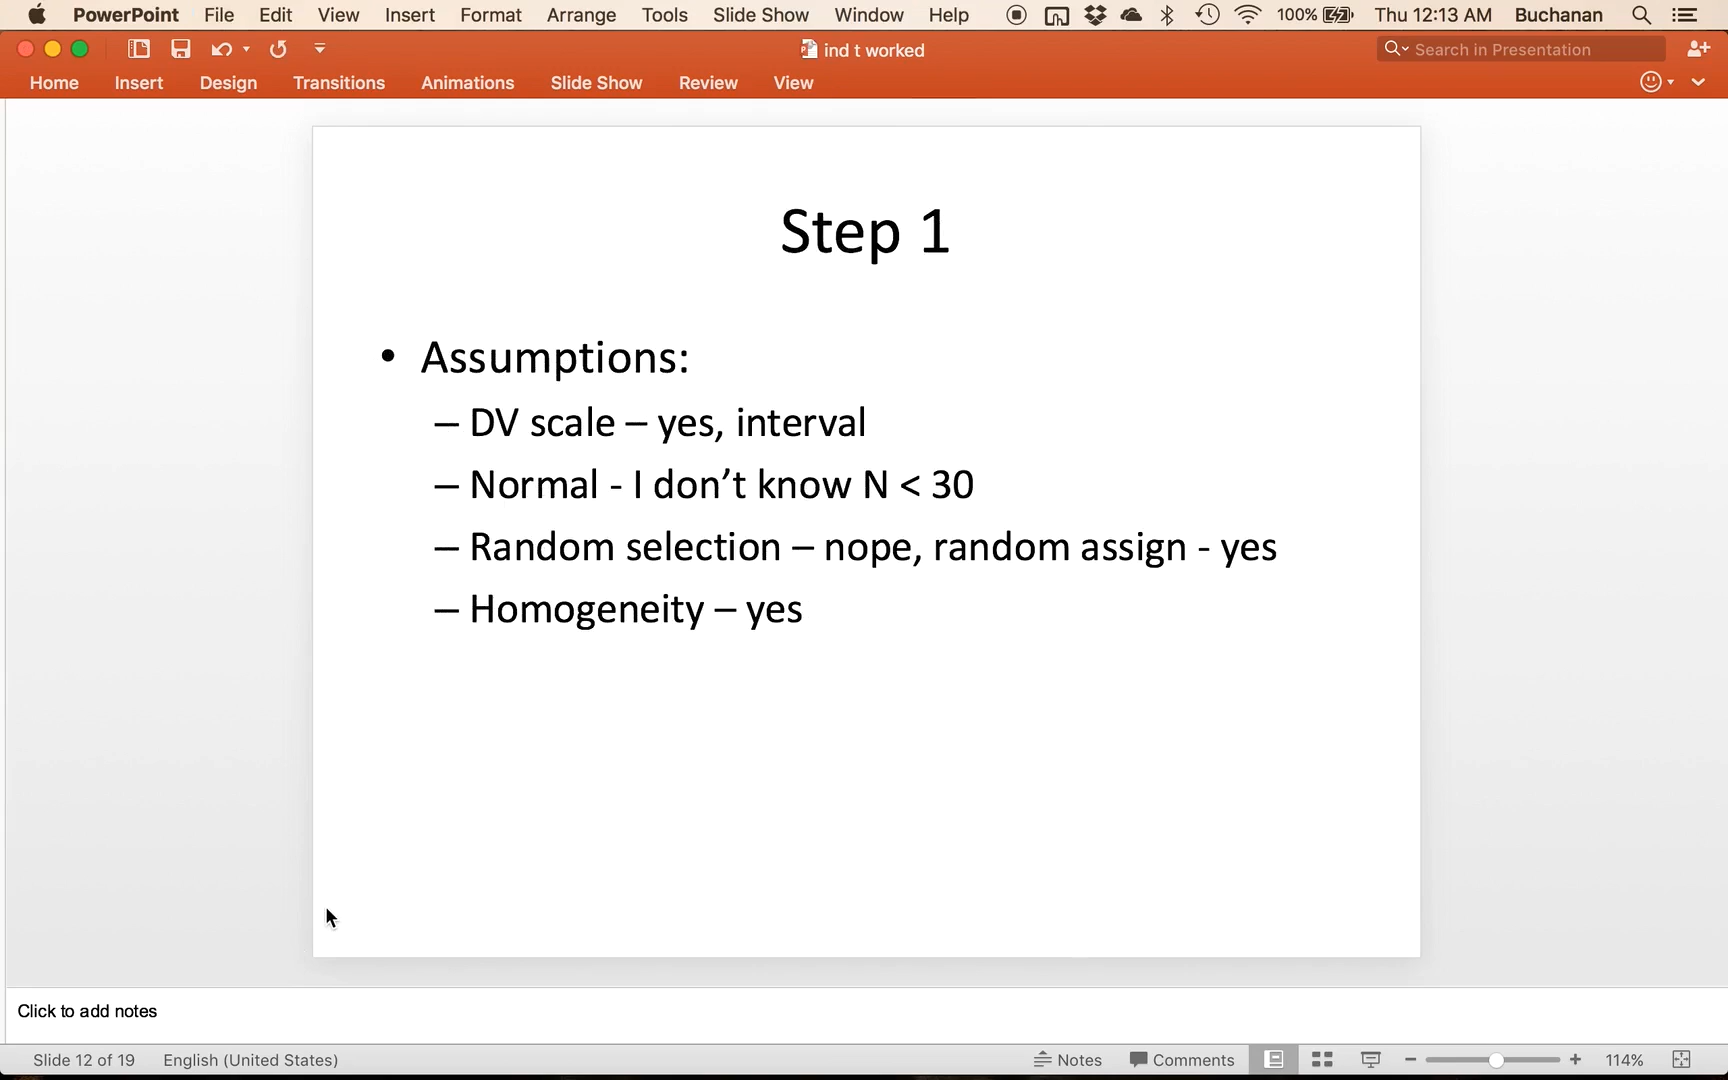 PowerPoint File Edit View Insert Format Arrange Tools Slide Show Window Help 100% Thu 12:13 AM Buchanan
ind t worked
Search in Presentation
Home Insert Design Transitions Animations Slide Show Review View
Step 1
• Assumptions:
– DV scale – yes, interval
– Normal - I don’t know N < 30
– Random selection – nope, random assign - yes
– Homogeneity – yes
Click to add notes
Slide 12 of 19 English (United States) Notes Comments 114%